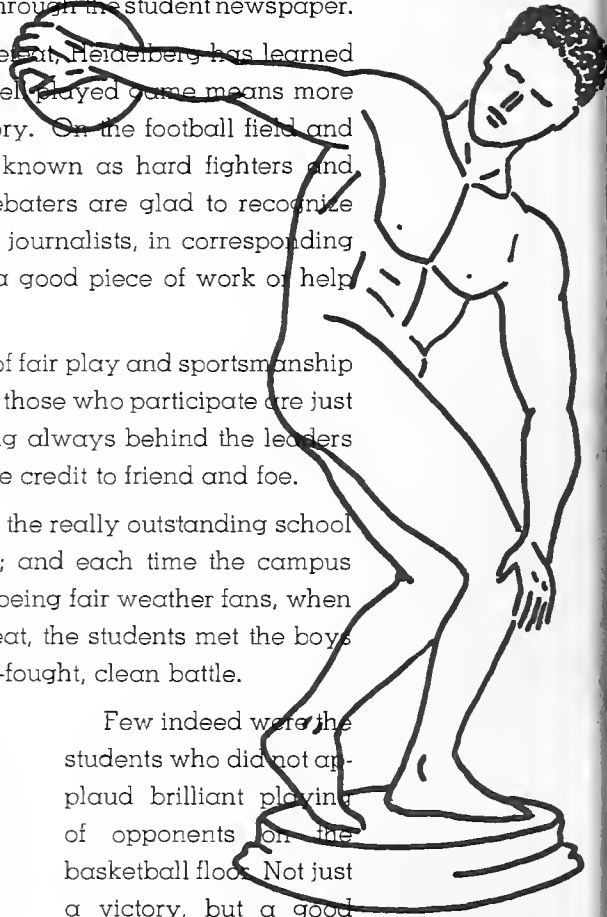 through the student newspaper.
Heidelberg has learned
played game means more
ory. On the football field and
known as hard fighters and
ebaters are glad to recognize
journalists, in corresponding
a good piece of work or help
of fair play and sportsmanship
those who participate are just
ng always behind the leaders
e credit to friend and foe.
the really outstanding school
; and each time the campus
being fair weather fans, when
eat, the students met the boys
-fought, clean battle.
Few indeed were the
students who did not ap-
plaud brilliant playing
of opponents on the
basketball floor. Not just
a victory, but a good